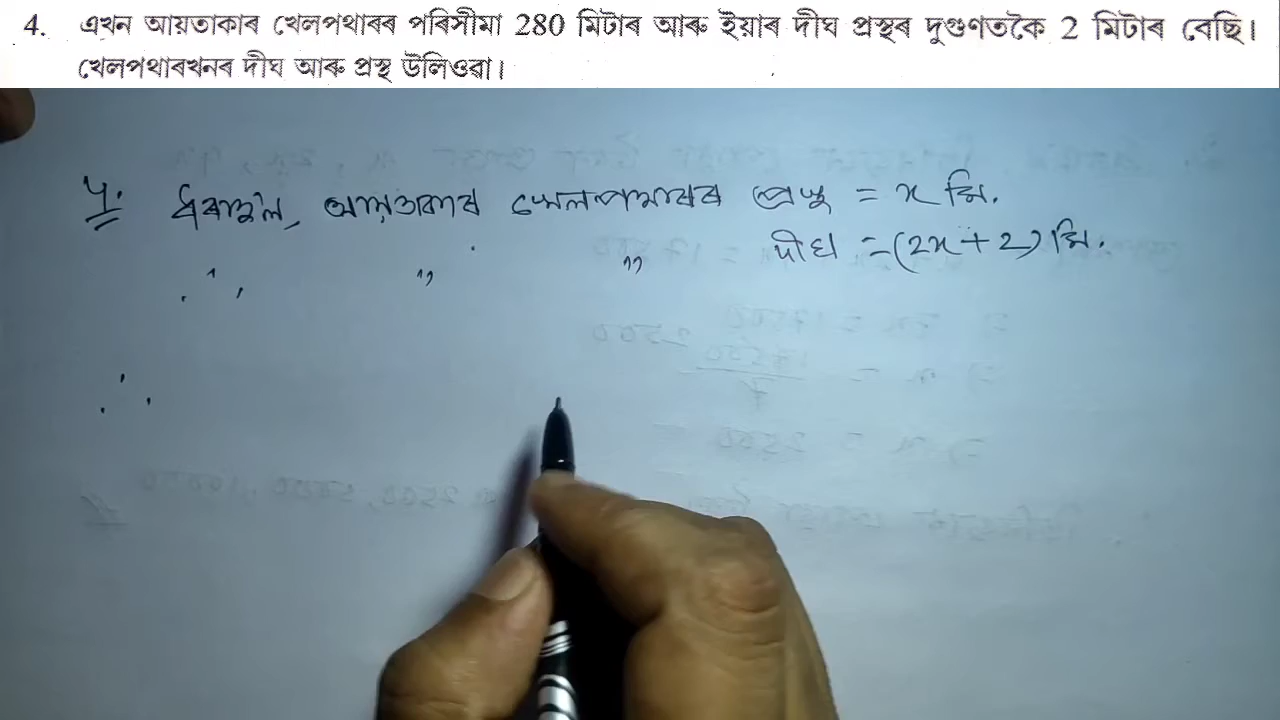 4. এখন আয়তাকাৰ খেলপথাৰৰ পৰিসীমা 280 মিটাৰ আৰু ইয়াৰ দীঘ প্ৰস্থৰ দুগুণতকৈ 2 মিটাৰ বেছি।
খেলপথাৰখনৰ দীঘ আৰু প্ৰস্থ উলিওৱা।
4. ধৰাহ'ল, আয়তাকাৰ খেলপথাৰৰ প্ৰস্থ = x মি.
∴ " " দীঘ = (2x + 2) মি.
∴